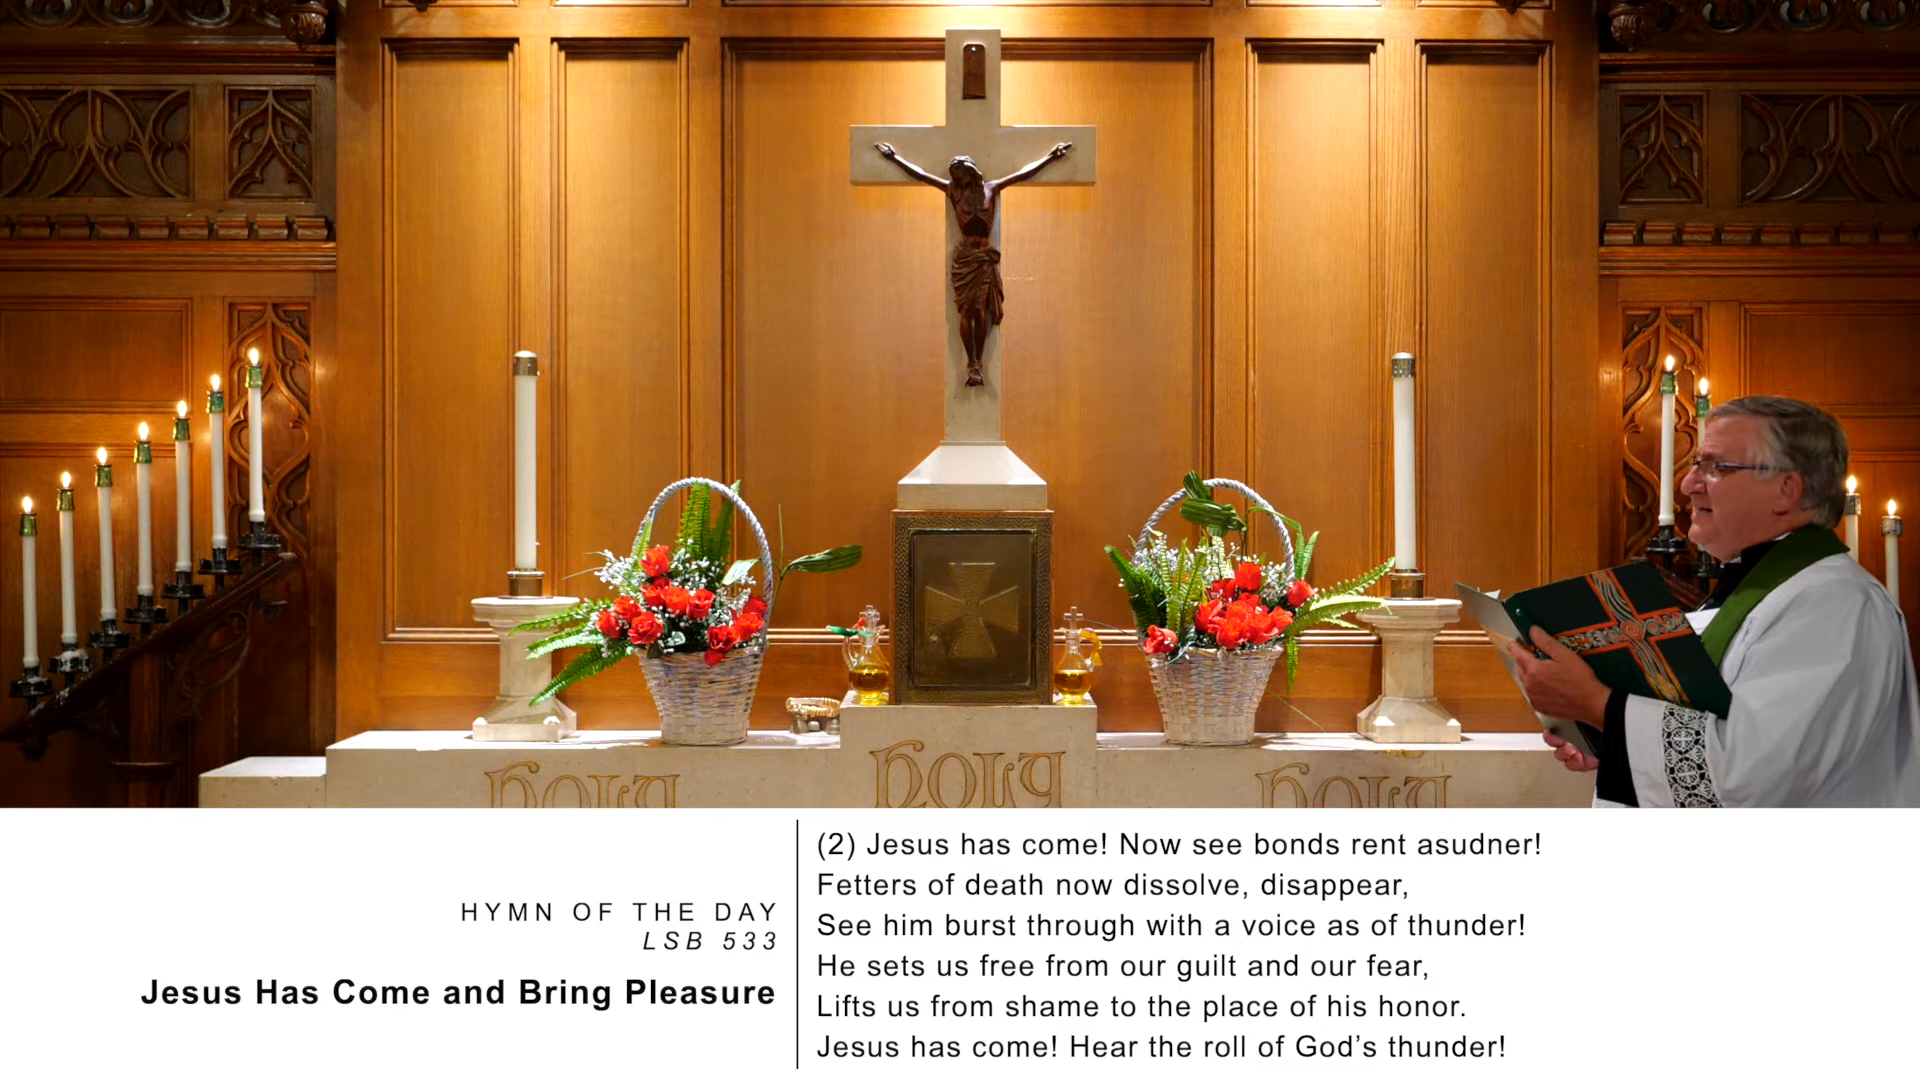 HOLY HOLY HOLY
HYMN OF THE DAY
LSB 533
Jesus Has Come and Bring Pleasure
(2) Jesus has come! Now see bonds rent asudner!
Fetters of death now dissolve, disappear,
See him burst through with a voice as of thunder!
He sets us free from our guilt and our fear,
Lifts us from shame to the place of his honor.
Jesus has come! Hear the roll of God’s thunder!